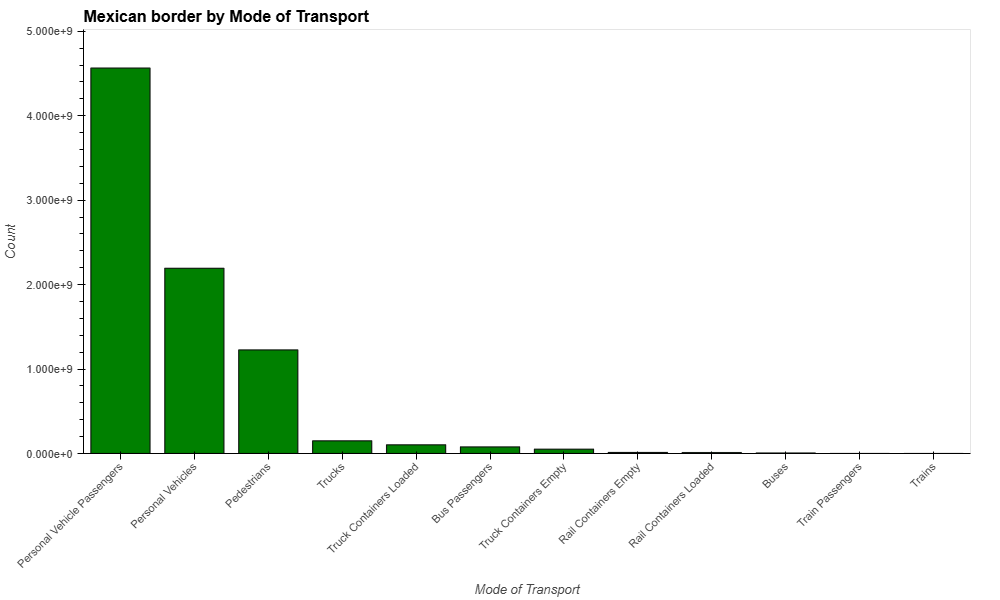 Mexican border by Mode of Transport
5.000e+9
4.000e+9
3.000e+9
2.000e+9
1.000e+9
0.000e+0
Count
Personal Vehicle Passengers
Personal Vehicles
Pedestrians
Trucks
Truck Containers Loaded
Bus Passengers
Truck Containers Empty
Rail Containers Empty
Rail Containers Loaded
Buses
Train Passengers
Trains
Mode of Transport